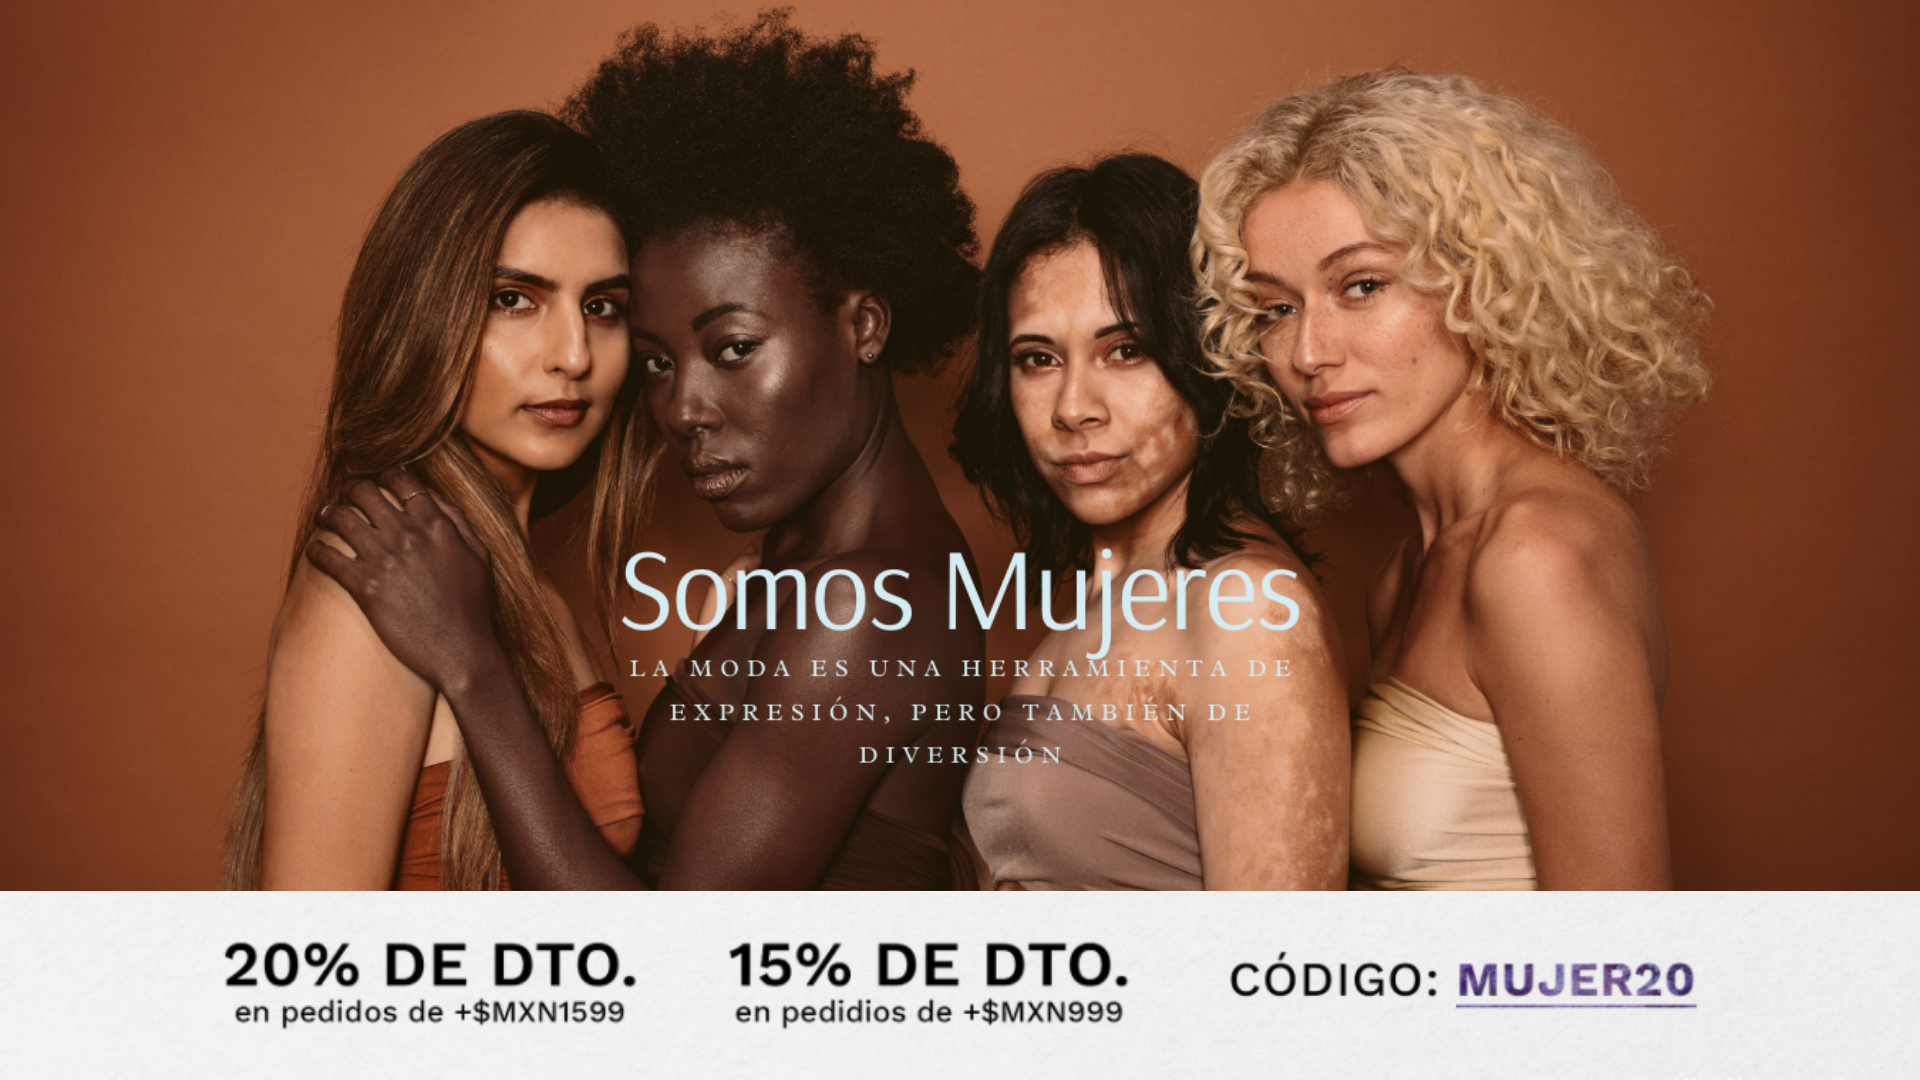 Somos Mujeres
LA MODA ES UNA HERRAMIENTA DE
EXPRESIÓN, PERO TAMBIÉN DE
DIVERSIÓN
20% DE DTO.
en pedidos de +$MXN1599
15% DE DTO.
en pedidios de +$MXN999
CÓDIGO: MUJER20